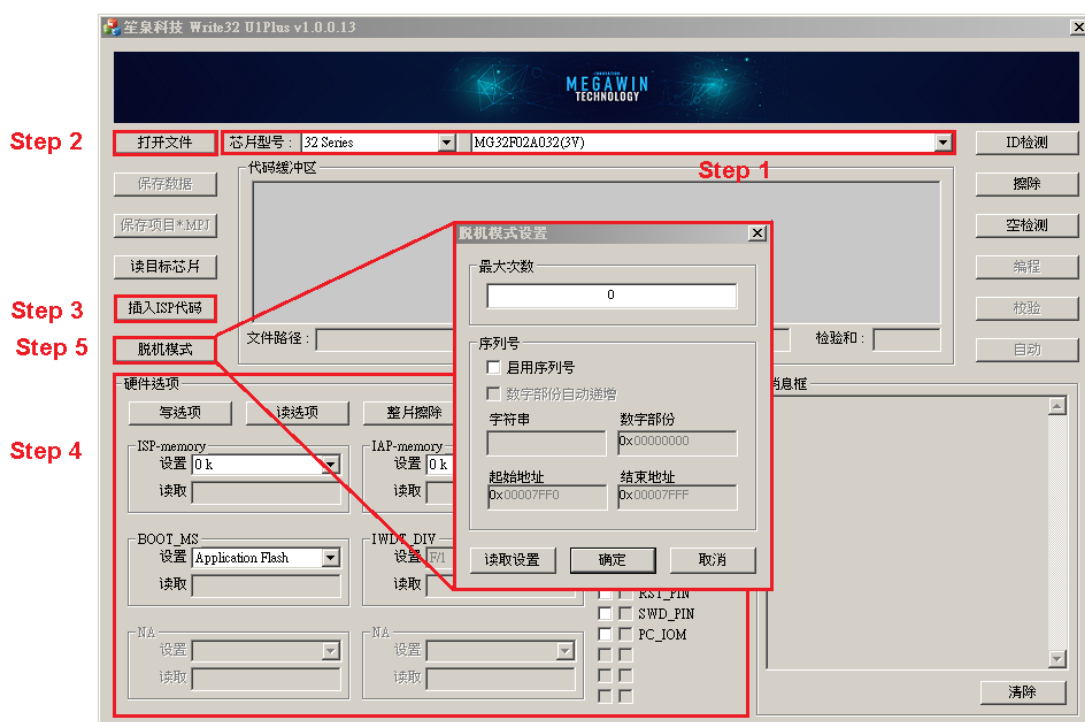 笙泉科技 Write32 U1Plus v1.0.0.13
MEGAWIN
TECHNOLOGY
Step 2
打开文件
芯片型号： 32 Series
MG32F02A032(3V)
ID检测
Step 1
保存数据
代码缓冲区
擦除
保存项目*.MPJ
空检测
读目标芯片
编程
Step 3
插入ISP代码
校验
Step 5
脱机模式
文件路径：
检验和：
自动
脱机模式设置
最大次数
0
序列号
启用序列号
数字部份自动递增
字符串
数字部份
0x00000000
起始地址
结束地址
0x00007FF0
0x00007FFF
读取设置
确定
取消
Step 4
硬件选项
写选项
读选项
整片擦除
ISP-memory
设置 0 k
读取
IAP-memory
设置 0 k
读取
BOOT_MS
设置 Application Flash
读取
IWDT_DIV
设置 F/1
读取
NA
设置
读取
NA
设置
读取
RST_PIN
SWD_PIN
PC_IOM
消息框
清除